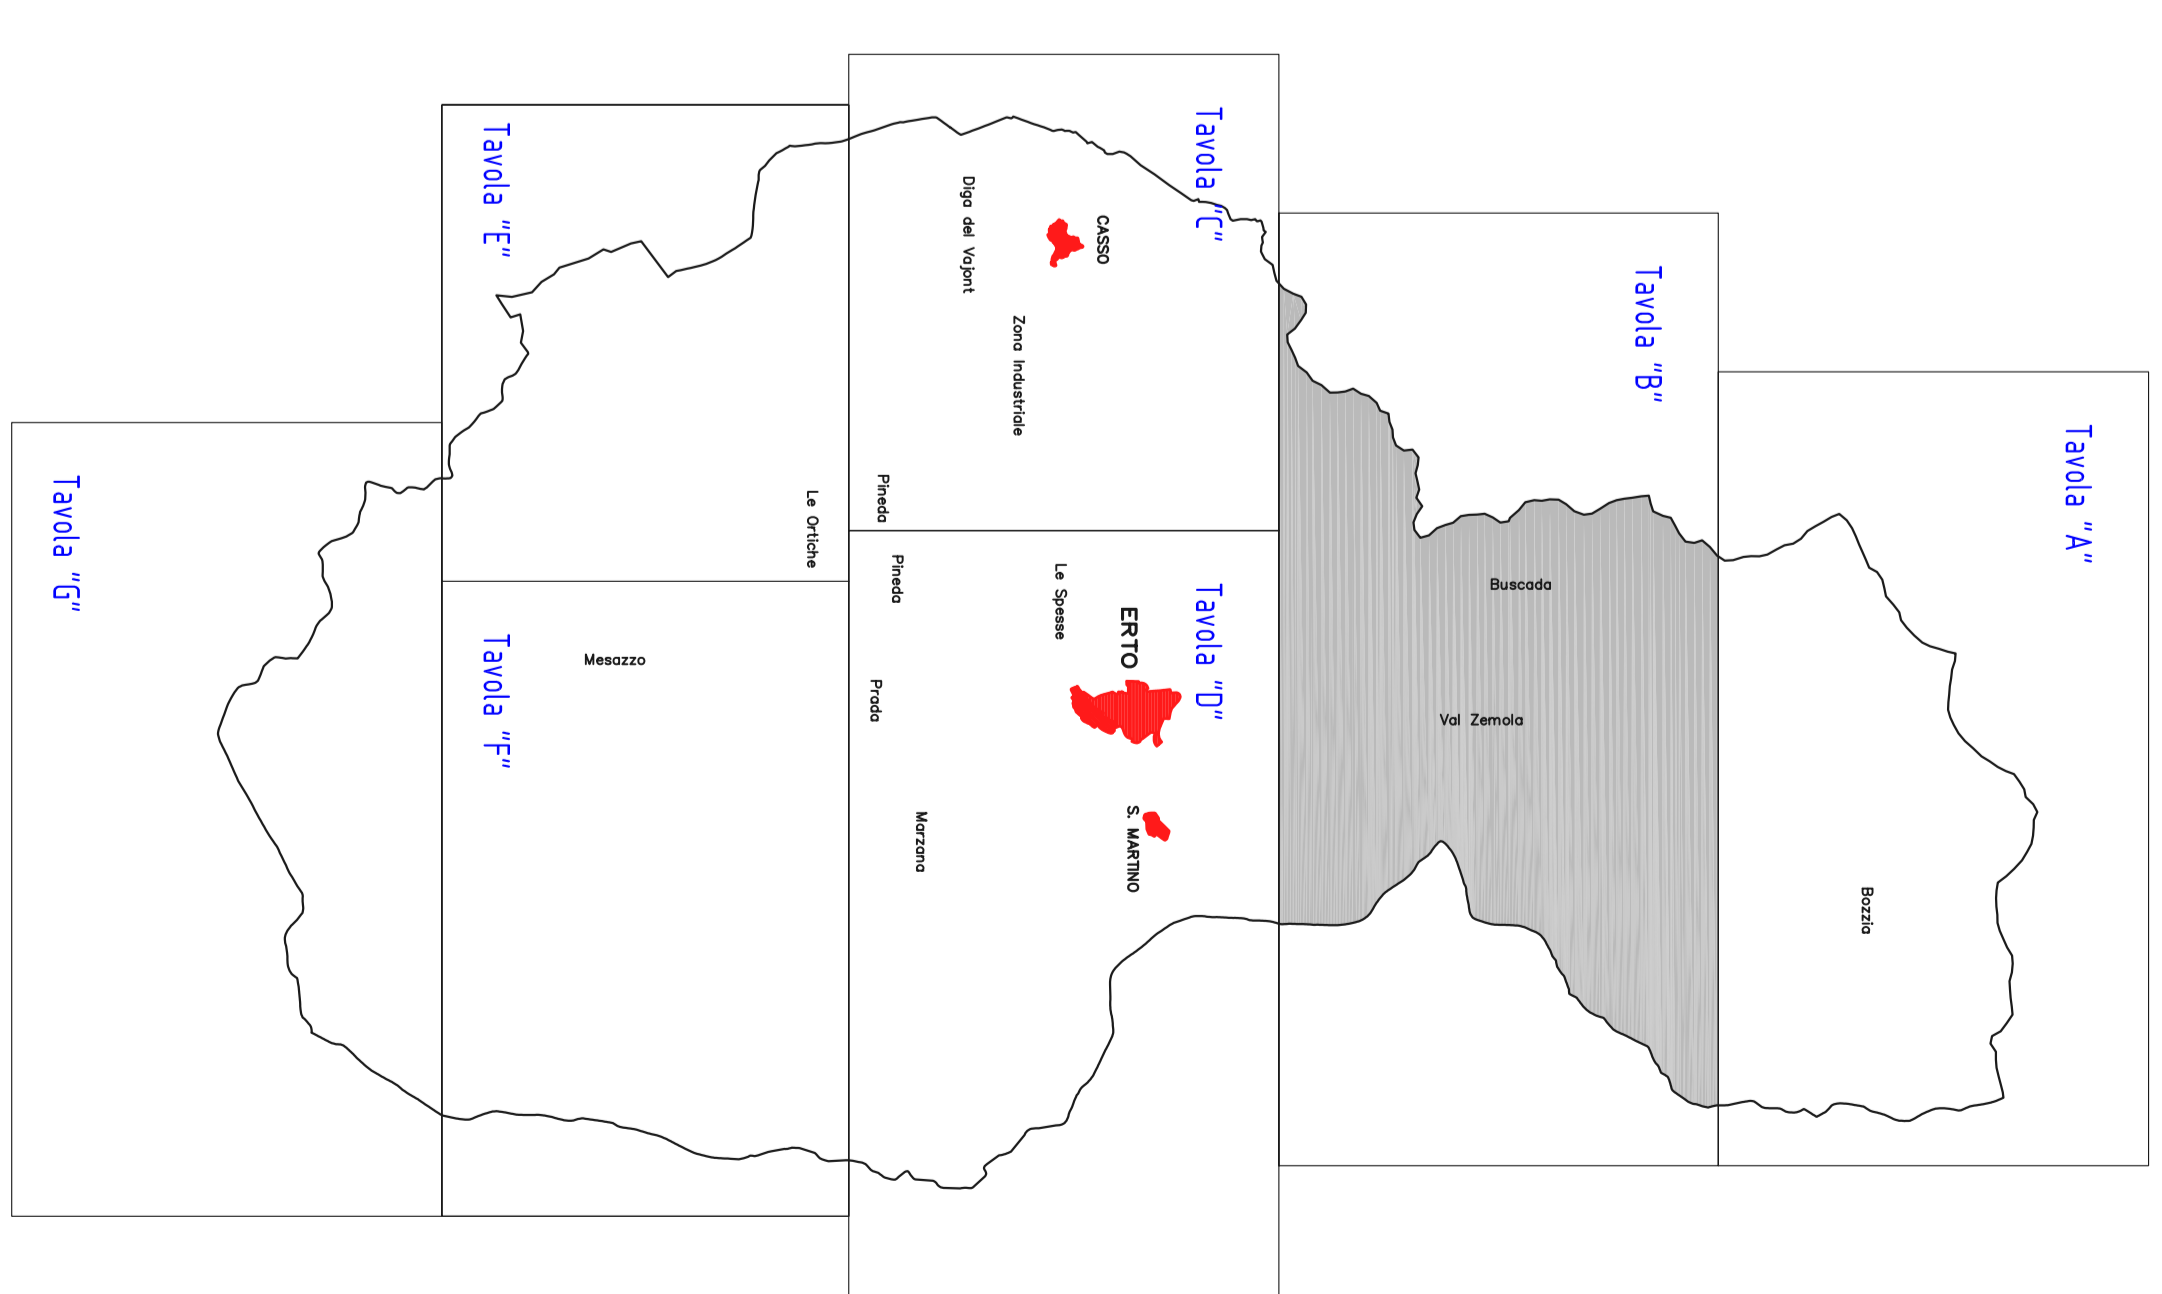 Tavola "A"
Bozzia
Tavola "B"
Buscada
Val Zemola
Tavola "C"
CASSO
Diga del Vajont
Zona Industriale
Pineda
Tavola "D"
ERTO
S. MARTINO
Le Spesse
Pineda
Prada
Marzana
Tavola "E"
Le Ortiche
Tavola "F"
Mesazzo
Tavola "G"